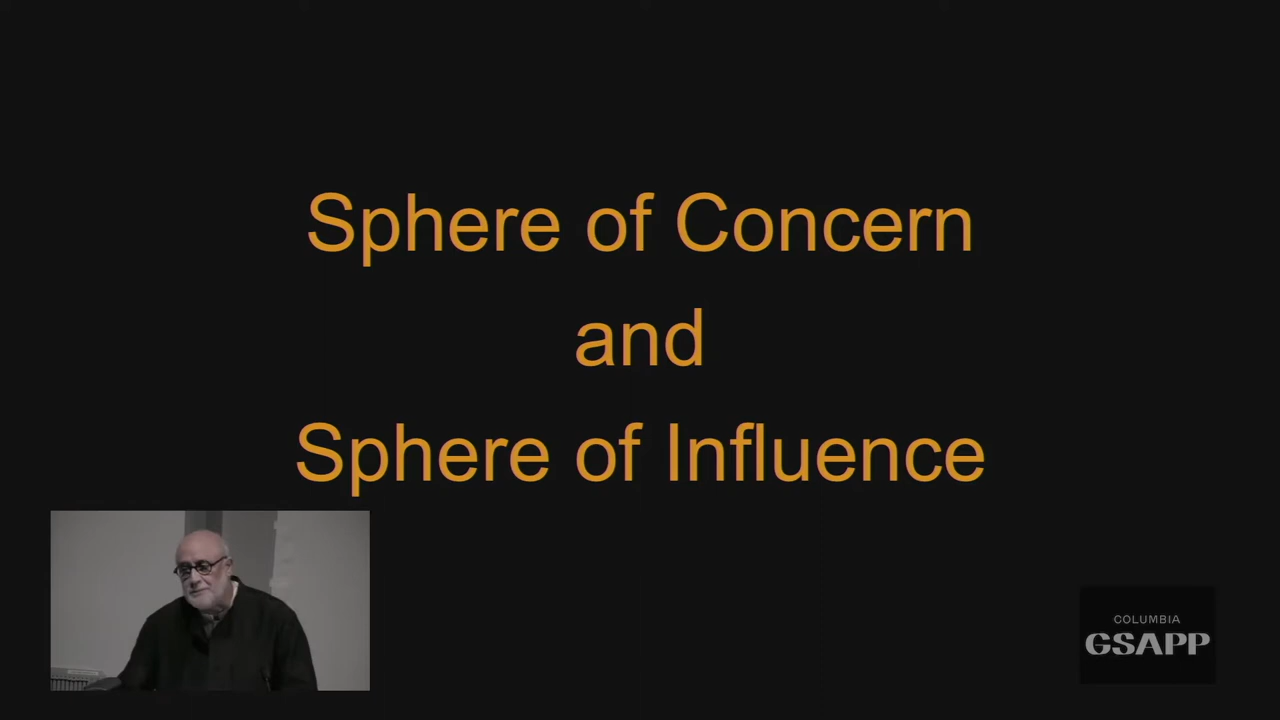 Sphere of Concern
and
Sphere of Influence
COLUMBIA
GSAPP